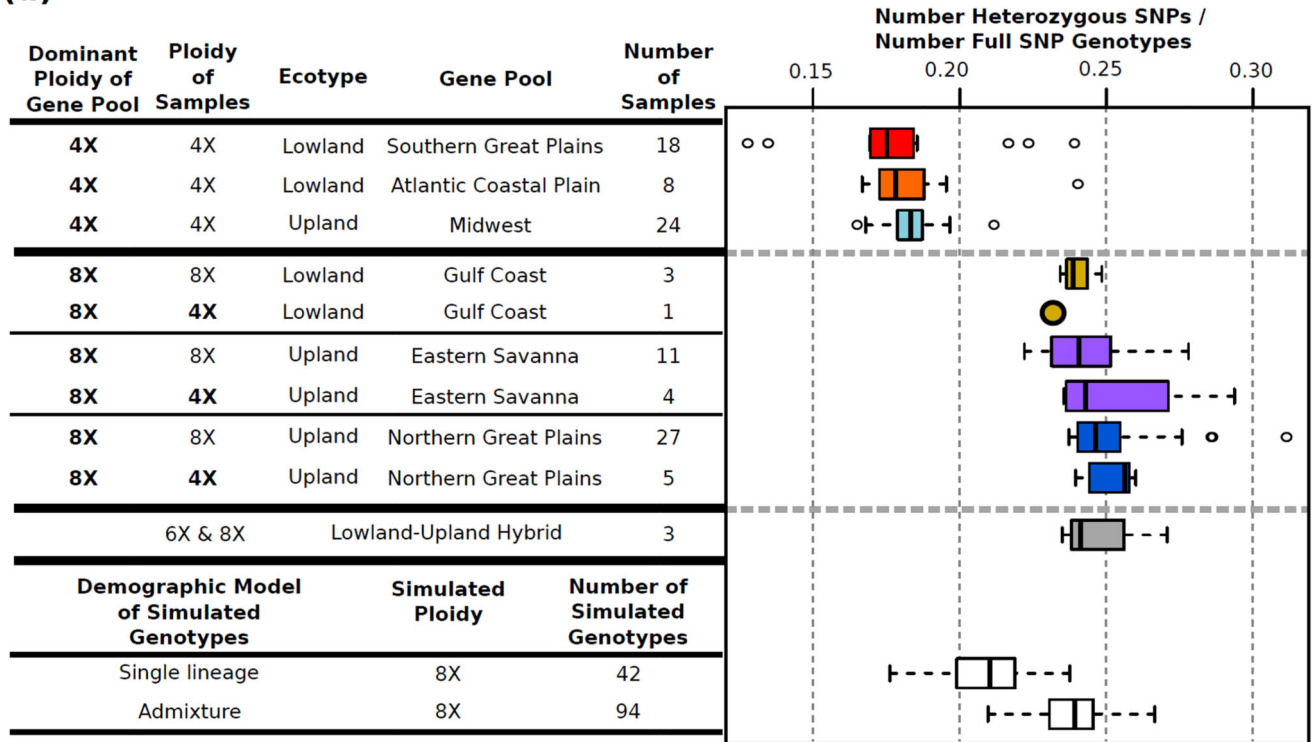 Number Heterozygous SNPs /
Number Full SNP Genotypes
0.15 0.20 0.25 0.30
Dominant Ploidy of Gene Pool Ploidy of Samples Ecotype Gene Pool Number of Samples
4X 4X Lowland Southern Great Plains 18
4X 4X Lowland Atlantic Coastal Plain 8
4X 4X Upland Midwest 24
8X 8X Lowland Gulf Coast 3
8X 4X Lowland Gulf Coast 1
8X 8X Upland Eastern Savanna 11
8X 4X Upland Eastern Savanna 4
8X 8X Upland Northern Great Plains 27
8X 4X Upland Northern Great Plains 5
6X & 8X Lowland-Upland Hybrid 3
Demographic Model of Simulated Genotypes Simulated Ploidy Number of Simulated Genotypes
Single lineage 8X 42
Admixture 8X 94